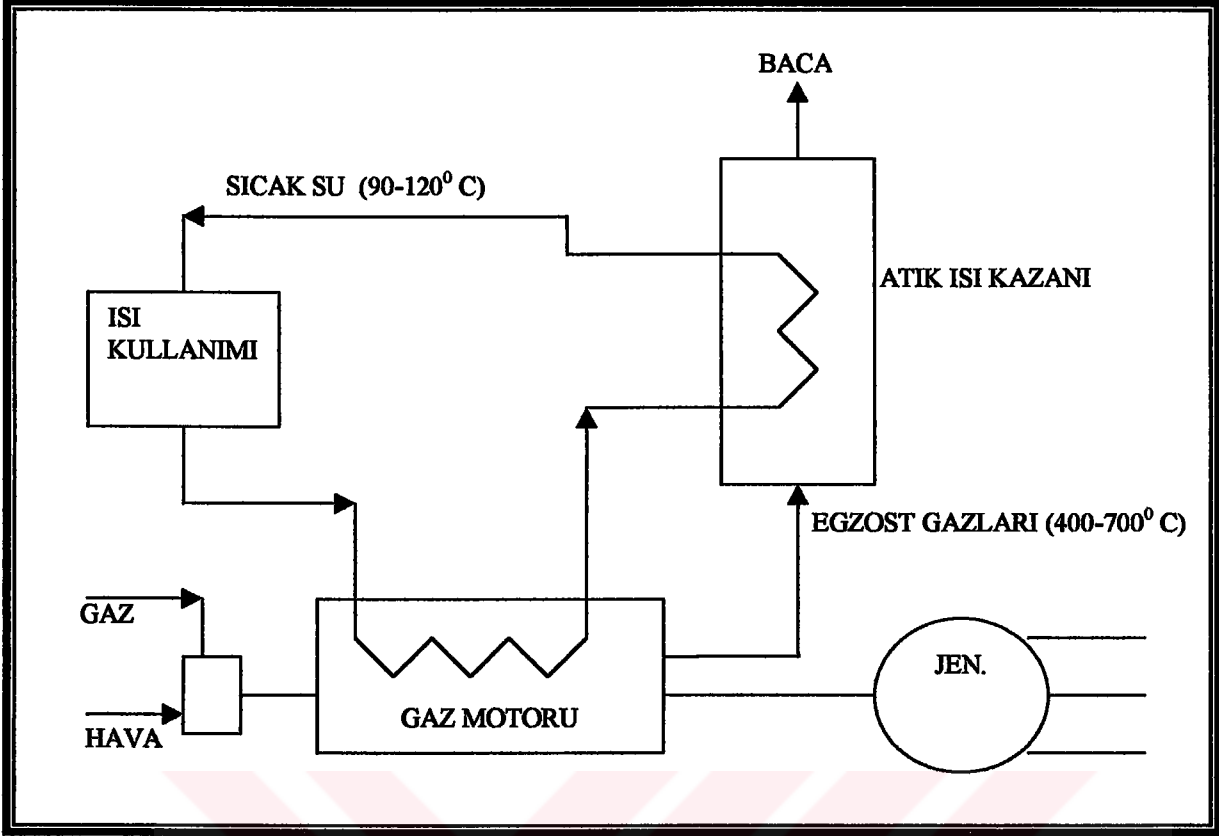 BACA
SICAK SU (90-120⁰ C)
ATIK ISI KAZANI
ISI
KULLANIMI
EGZOST GAZLARI (400-700⁰ C)
GAZ
JEN.
GAZ MOTORU
HAVA